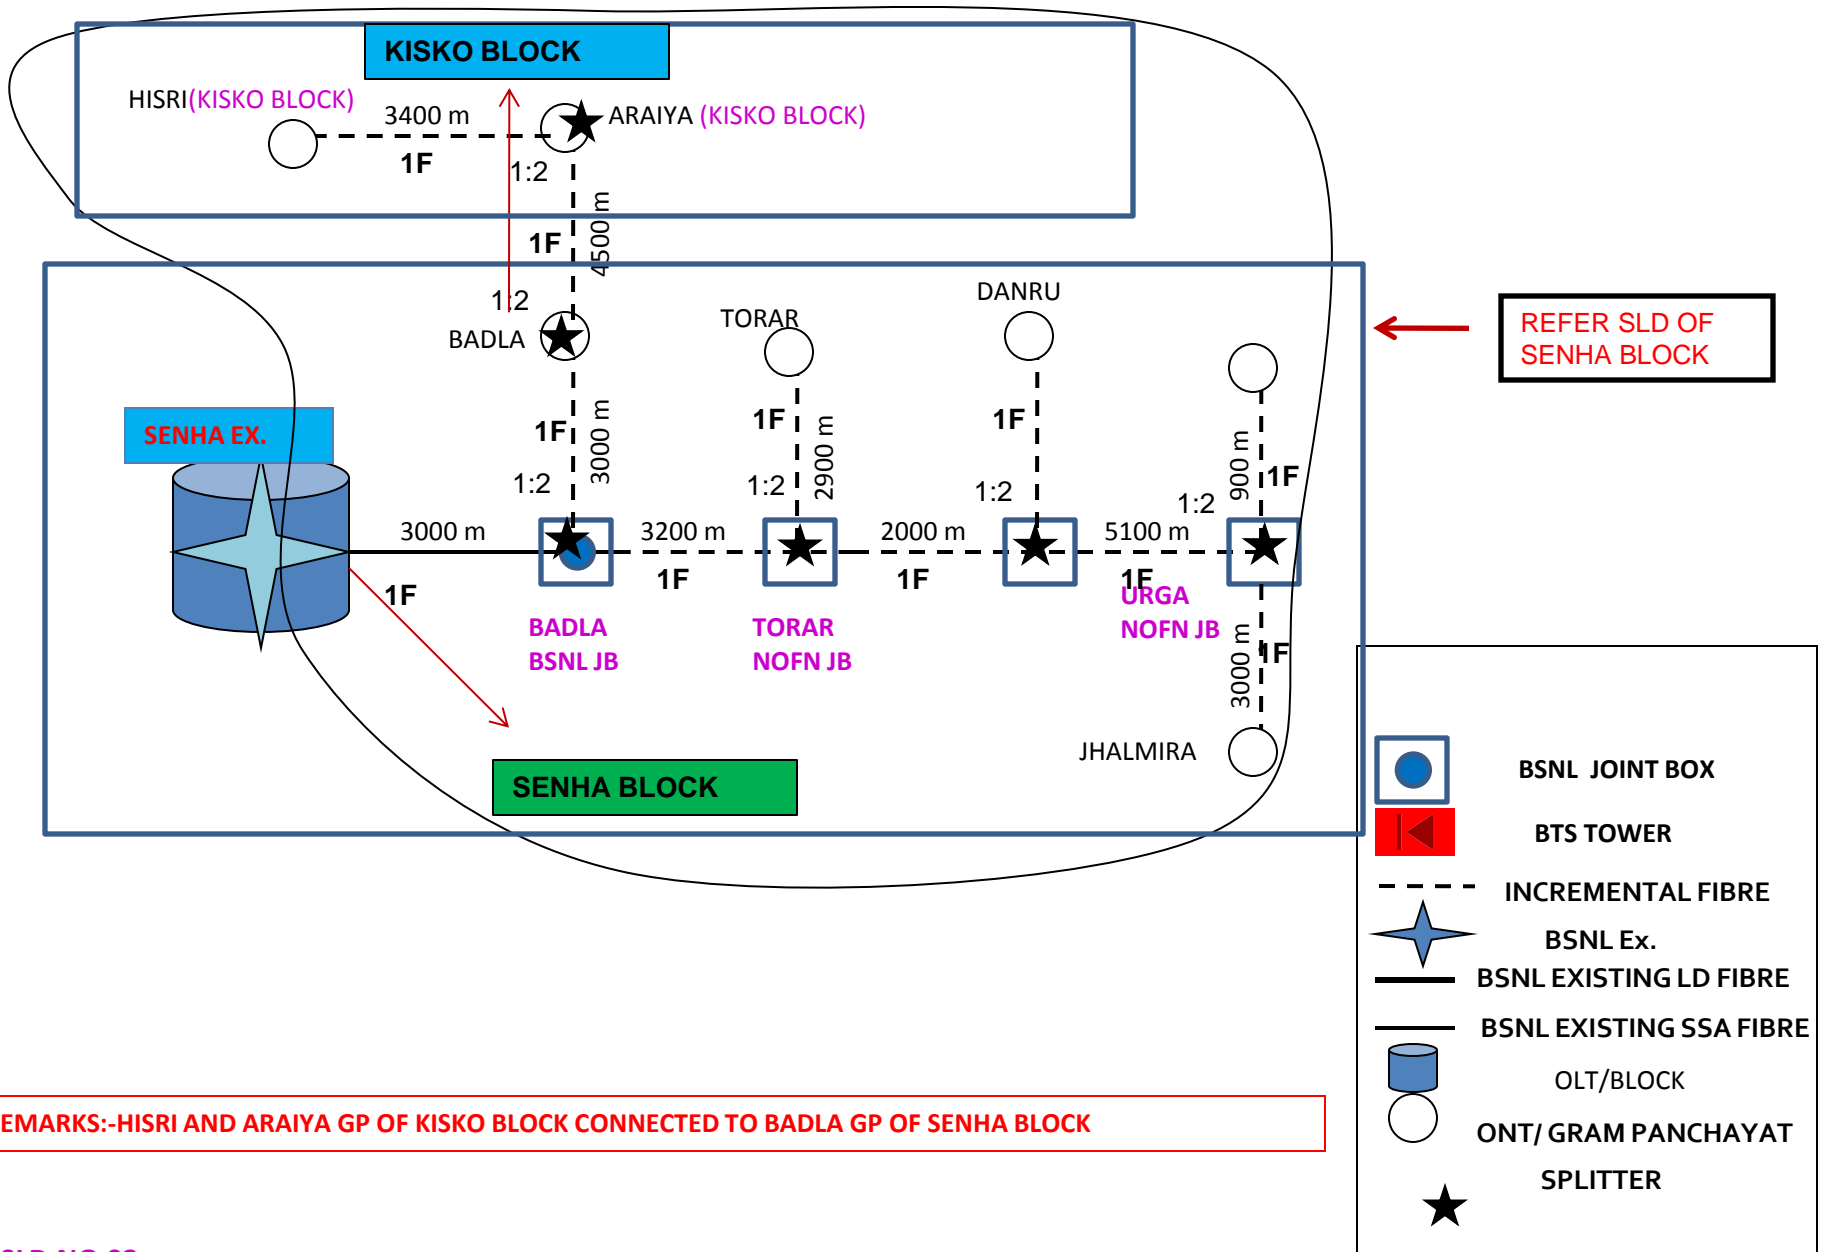 KISKO BLOCK
HISRI(KISKO BLOCK)
3400 m
1F
ARAIYA (KISKO BLOCK)
1:2
1F
4500 m
1:2
BADLA
TORAR
DANRU
REFER SLD OF
SENHA BLOCK
SENHA EX.
1F
3000 m
1:2
1F
2900 m
1:2
1F
1:2
900 m
1F
1:2
3000 m
1F
3200 m
1F
2000 m
1F
5100 m
1F
BADLA
BSNL JB
TORAR
NOFN JB
URGA
NOFN JB
3000 m
1F
JHALMIRA
SENHA BLOCK
BSNL JOINT BOX
BTS TOWER
INCREMENTAL FIBRE
BSNL Ex.
BSNL EXISTING LD FIBRE
BSNL EXISTING SSA FIBRE
OLT/BLOCK
ONT/ GRAM PANCHAYAT
SPLITTER
EMARKS:-HISRI AND ARAIYA GP OF KISKO BLOCK CONNECTED TO BADLA GP OF SENHA BLOCK